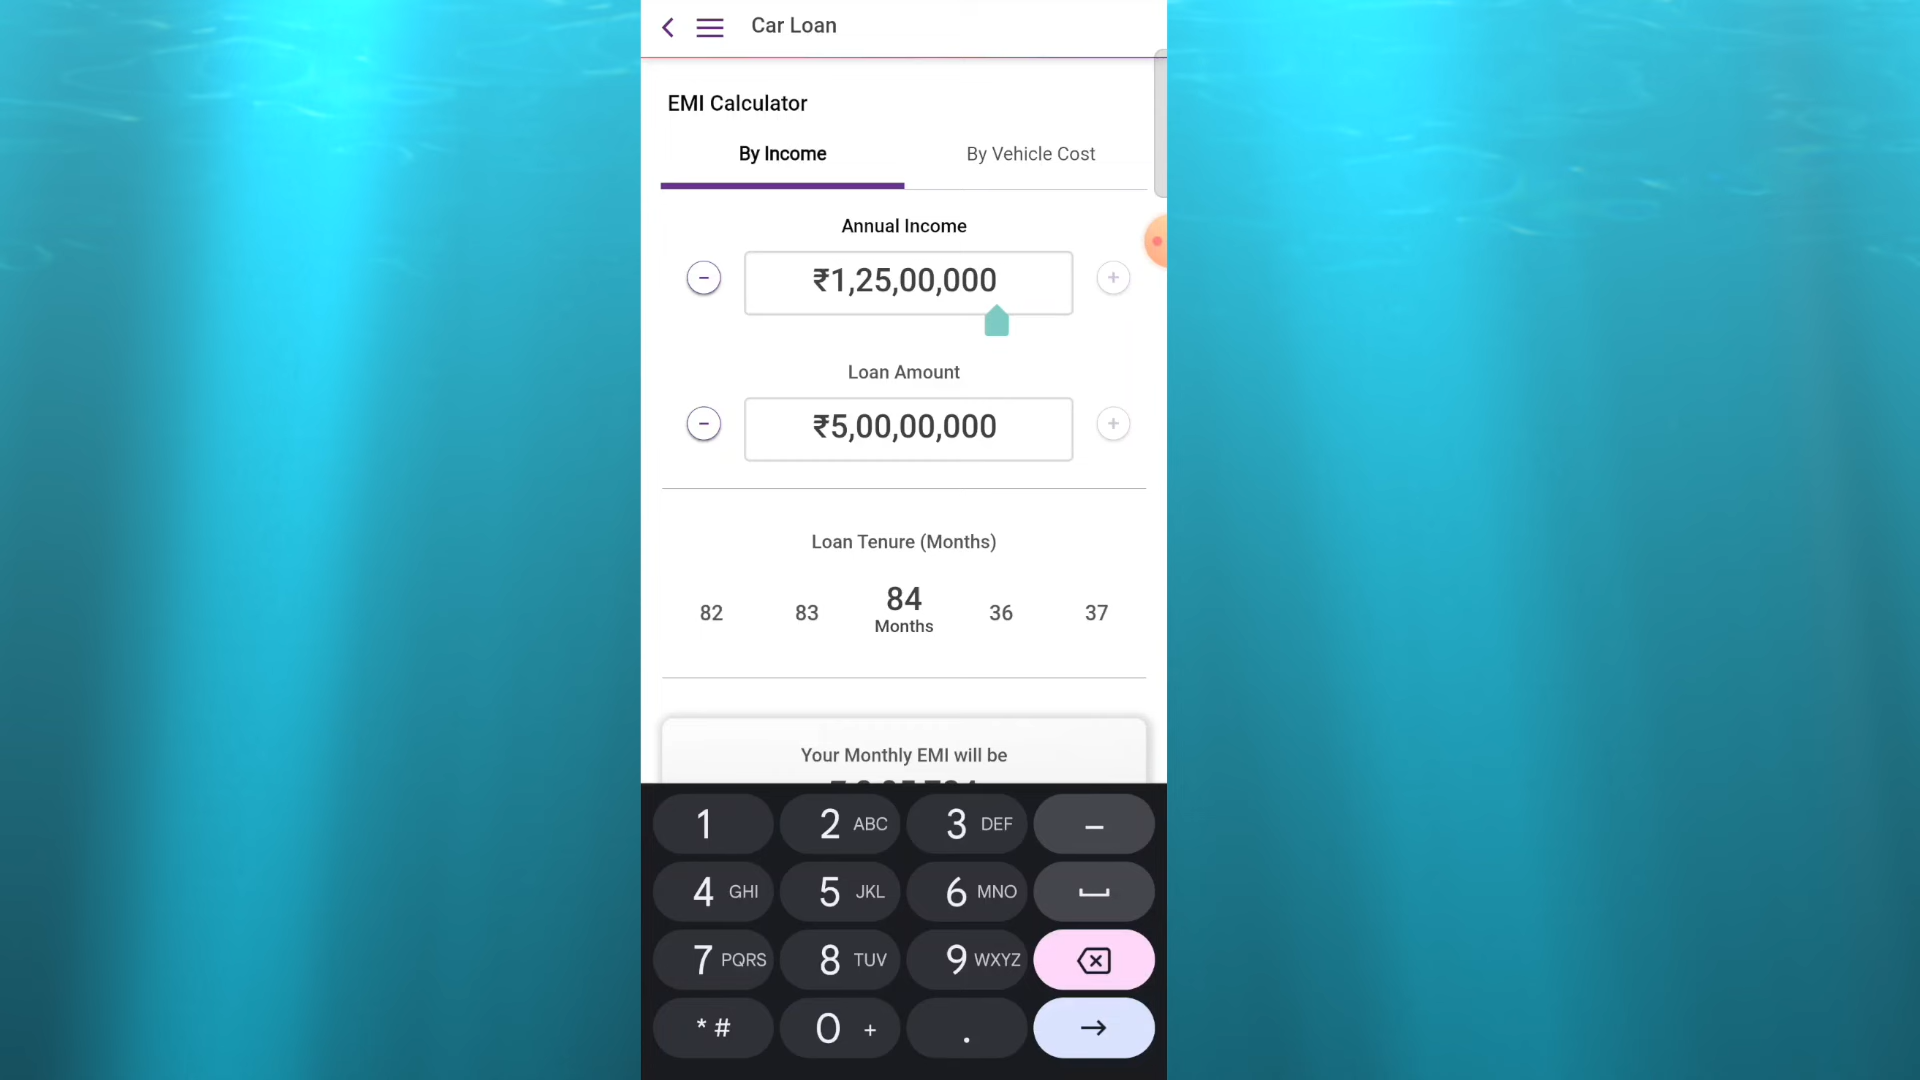 Car Loan
EMI Calculator
By Income By Vehicle Cost
Annual Income
− ₹1,25,00,000 +
Loan Amount
− ₹5,00,00,000 +
Loan Tenure (Months)
82 83 84 36 37
Months
Your Monthly EMI will be
1 2 ABC 3 DEF −
4 GHI 5 JKL 6 MNO
7 PQRS 8 TUV 9 WXYZ
* # 0 + .